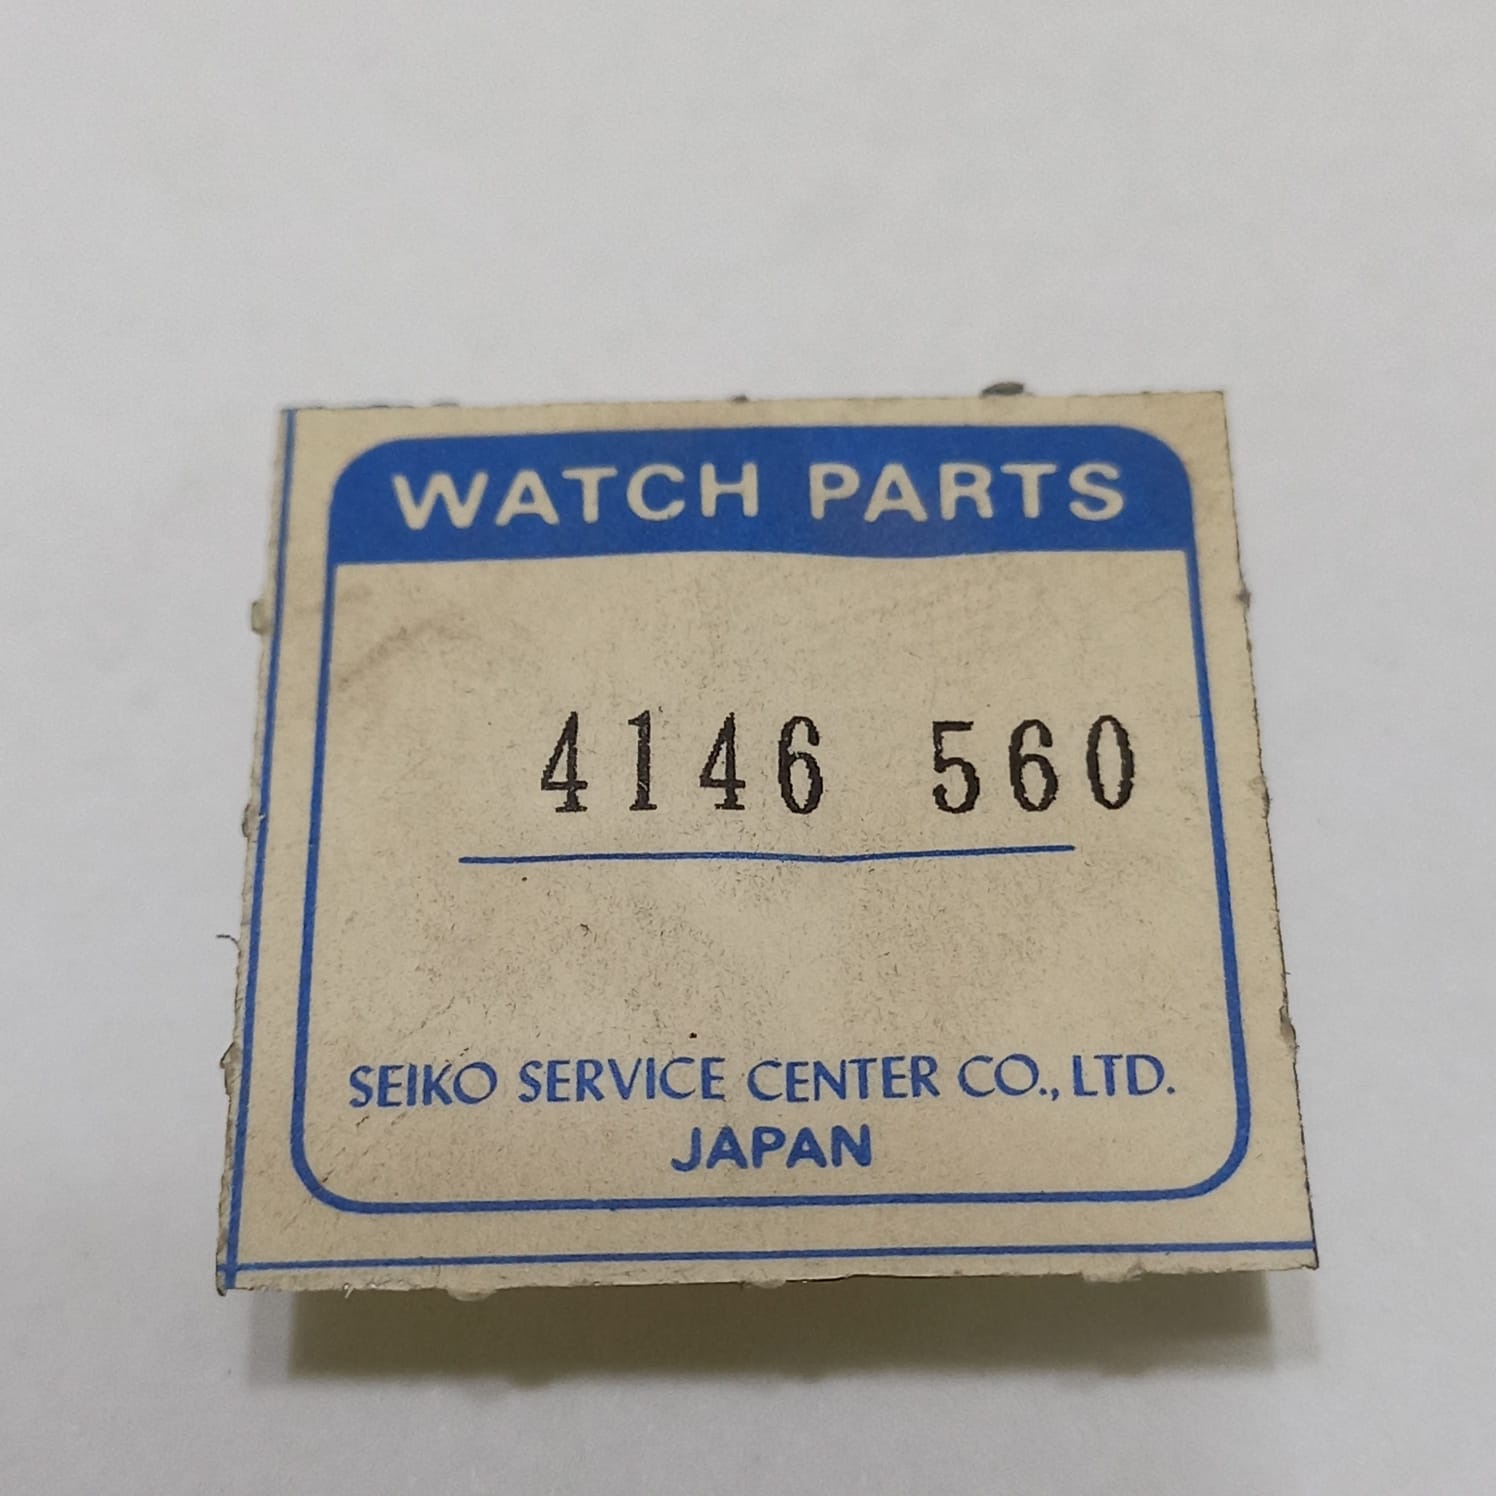 WATCH PARTS
4146 560
SEIKO SERVICE CENTER CO., LTD.
JAPAN